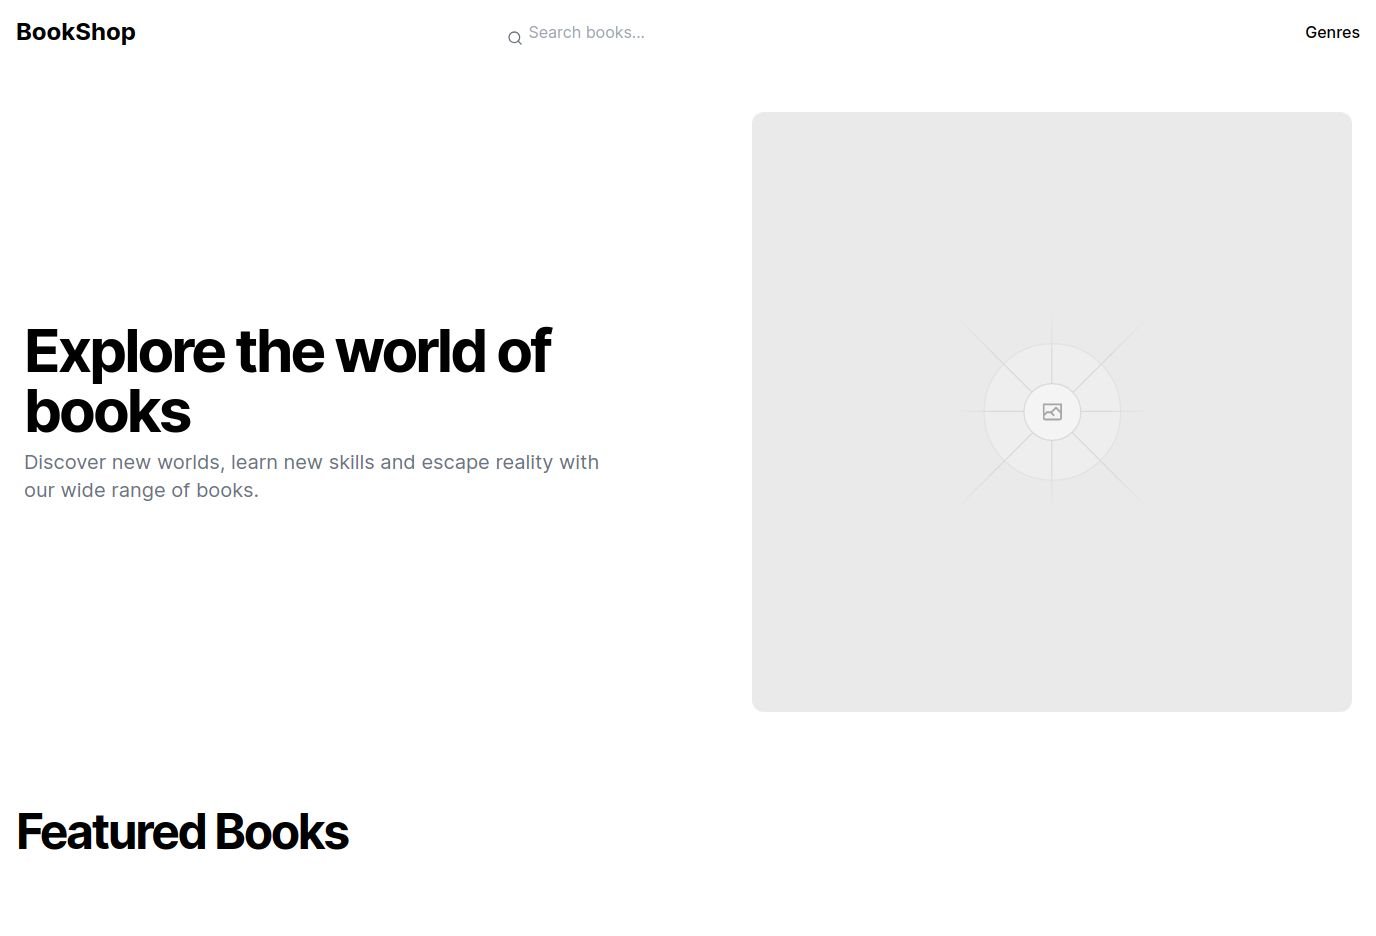 BookShop
Search books...
Genres
Explore the world of
books
Discover new worlds, learn new skills and escape reality with
our wide range of books.
Featured Books